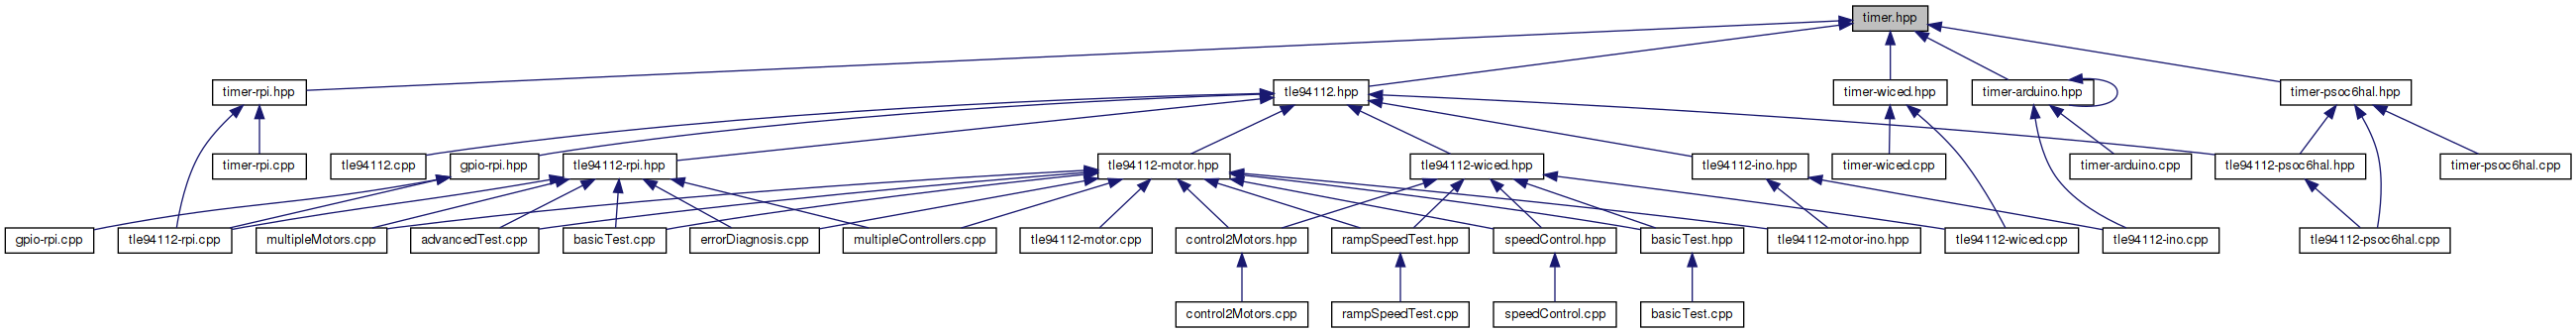 timer.hpp
timer-rpi.hpp
tle94112.hpp
timer-wiced.hpp
timer-arduino.hpp
timer-psoc6hal.hpp
timer-rpi.cpp
tle94112.cpp
gpio-rpi.hpp
tle94112-rpi.hpp
tle94112-motor.hpp
tle94112-wiced.hpp
tle94112-ino.hpp
timer-wiced.cpp
timer-arduino.cpp
tle94112-psoc6hal.hpp
timer-psoc6hal.cpp
gpio-rpi.cpp
tle94112-rpi.cpp
multipleMotors.cpp
advancedTest.cpp
basicTest.cpp
errorDiagnosis.cpp
multipleControllers.cpp
tle94112-motor.cpp
control2Motors.hpp
rampSpeedTest.hpp
speedControl.hpp
basicTest.hpp
tle94112-motor-ino.hpp
tle94112-wiced.cpp
tle94112-ino.cpp
tle94112-psoc6hal.cpp
control2Motors.cpp
rampSpeedTest.cpp
speedControl.cpp
basicTest.cpp